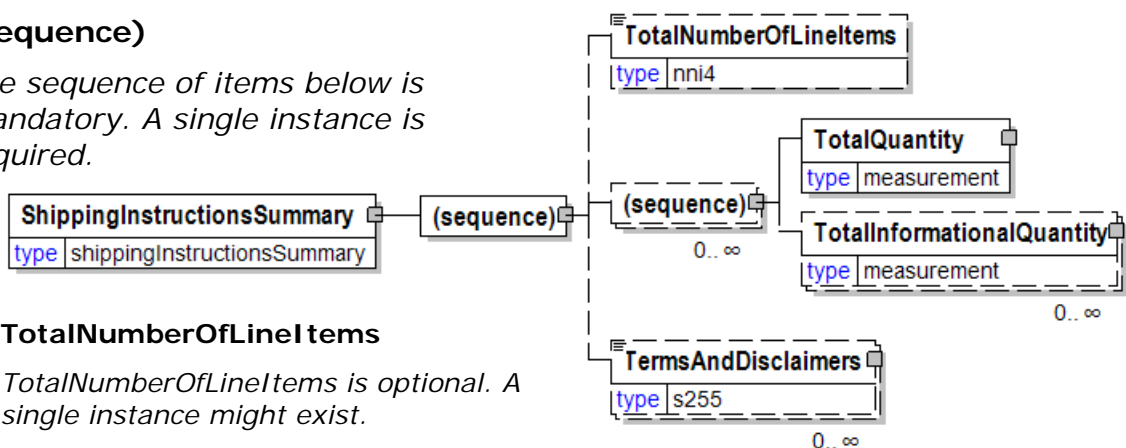 equence)
e sequence of items below is
andatory. A single instance is
quired.
ShippingInstructionsSummary
type shippingInstructionsSummary
(sequence)
TotalNumberOfLineItems
type nni4
(sequence)
0.. ∞
TotalQuantity
type measurement
TotalInformationalQuantity
type measurement
0.. ∞
TermsAndDisclaimers
type s255
0.. ∞
TotalNumberOfLineItems
TotalNumberOfLineItems is optional. A
single instance might exist.